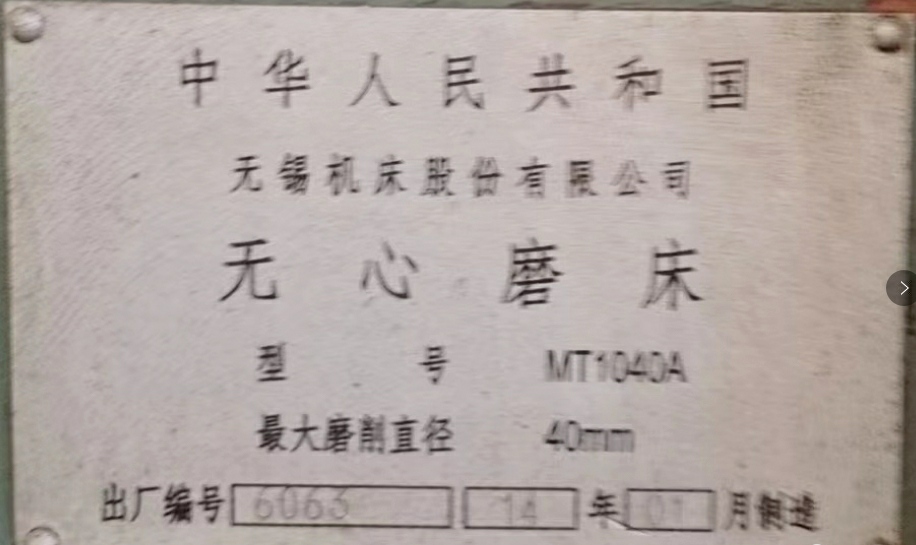 中华人民共和国
无锡机床股份有限公司
无心磨床
型号 MT1040A
最大磨削直径 40mm
出厂编号 6063 14 年 01 月制造